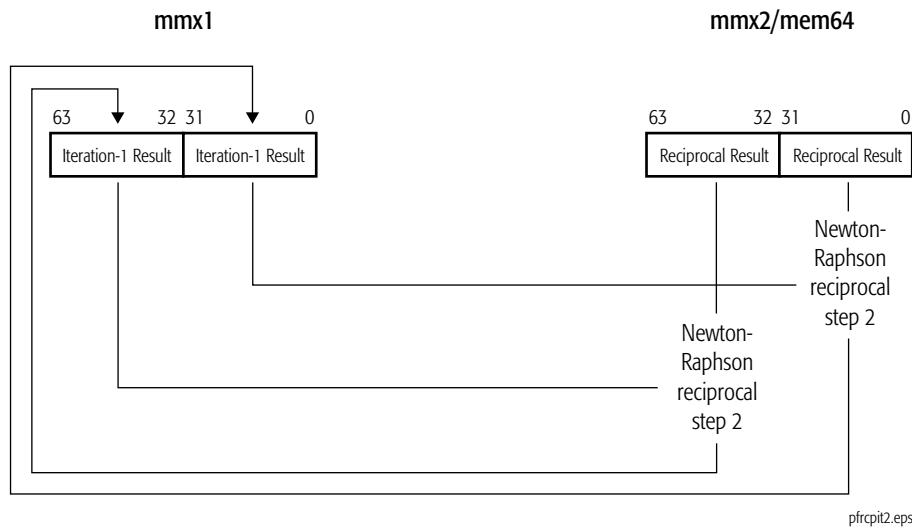 mmx1
mmx2/mem64
63 32 31 0
63 32 31 0
Iteration-1 Result Iteration-1 Result
Reciprocal Result Reciprocal Result
Newton-
Raphson
reciprocal
step 2
Newton-
Raphson
reciprocal
step 2
pfrcpit2.eps